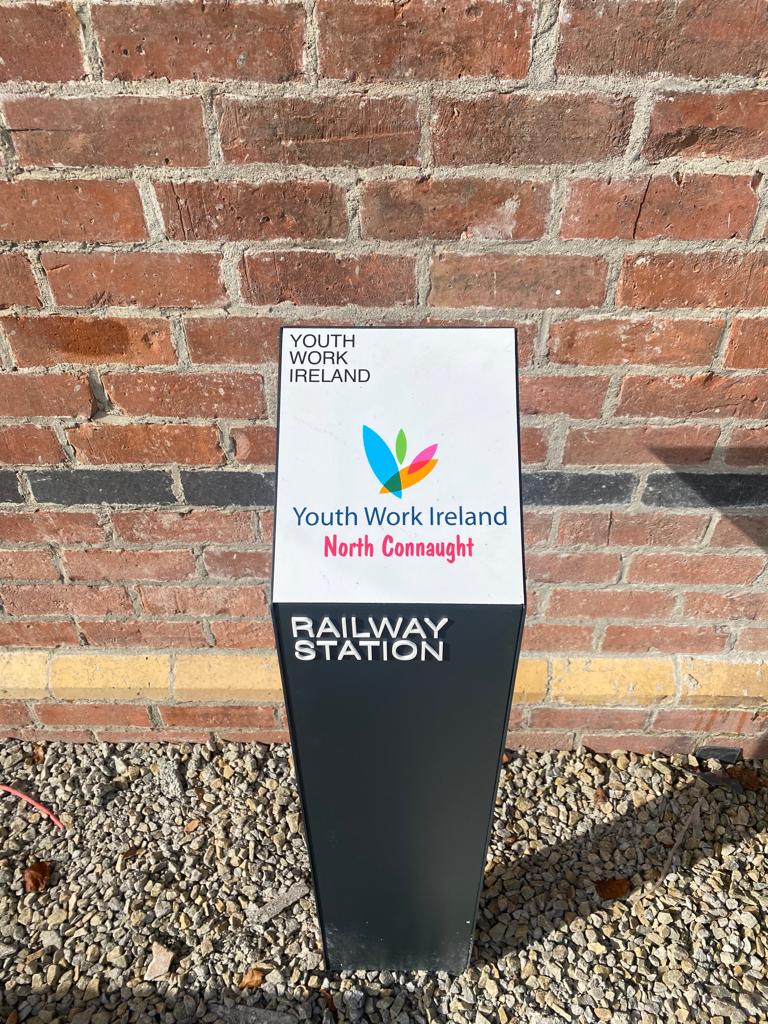 YOUTH
WORK
IRELAND
Youth Work Ireland
North Connaught
RAILWAY
STATION